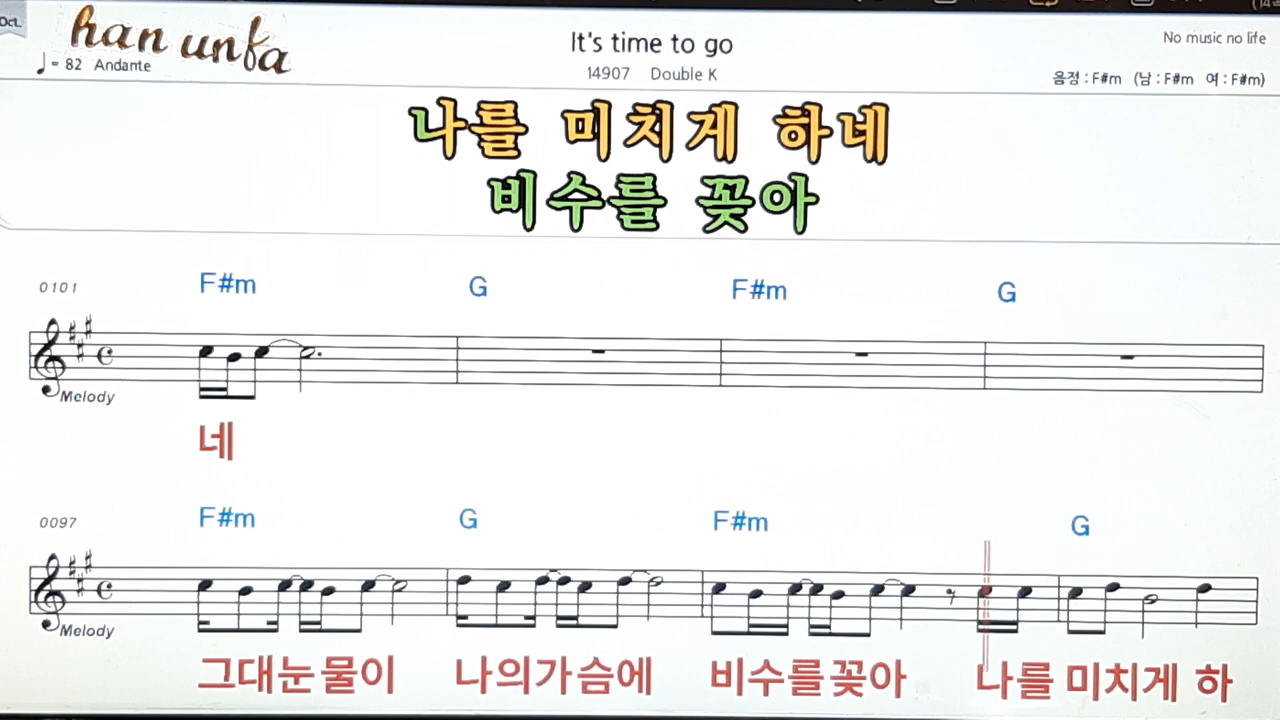 Oct.
han unfa
It's time to go
No music no life
♩ = 82 Andante
14907 Double K
음정 : F#m (남 : F#m 여 : F#m)
나를 미치게 하네
비수를 꽂아
0101 F#m G F#m G
Melody
네
0097 F#m G F#m G
Melody
그대눈물이 나의가슴에 비수를꽂아 나를 미치게 하